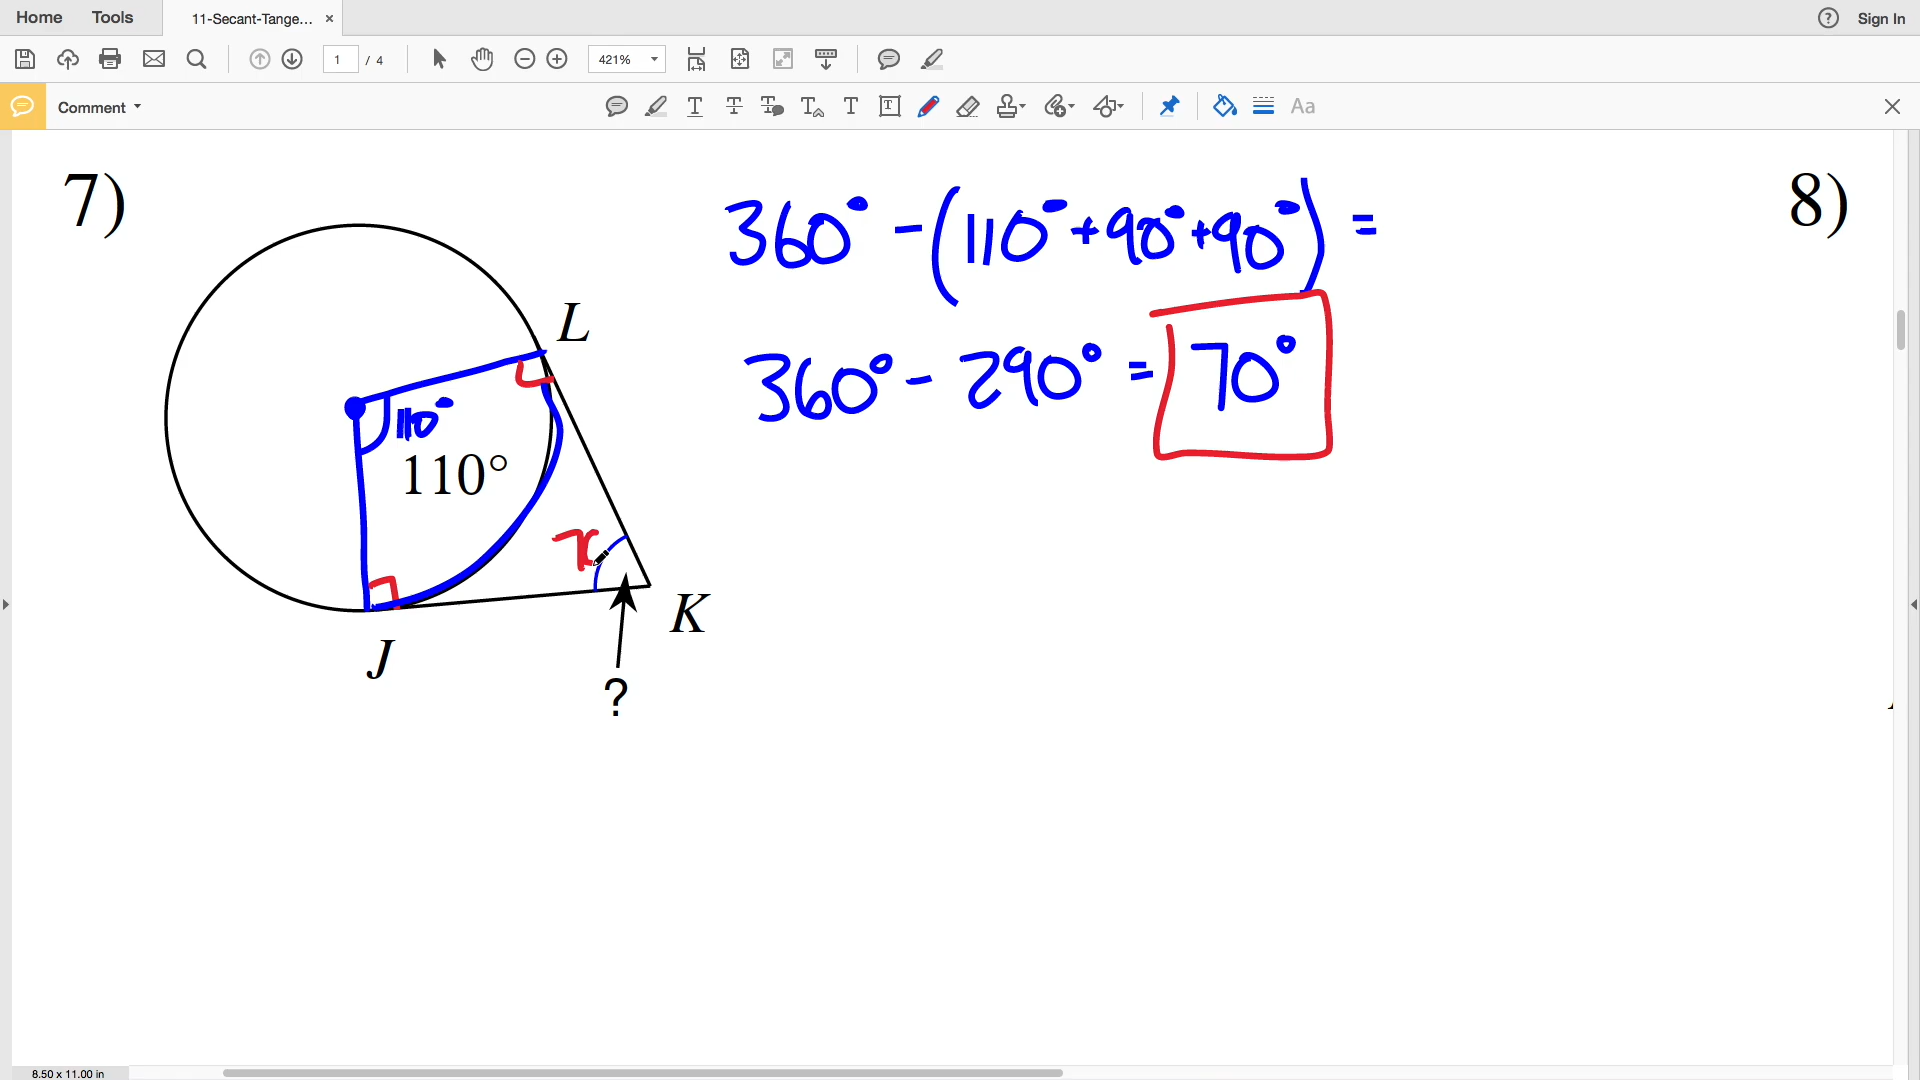 Home Tools 11-Secant-Tange... × ? Sign In
1 / 4 421%
Comment T T T T T T Aa
7) 360° - (110° + 90° + 90°) = 8)
L
360° - 290° = 70°
110°
110°
x
K
J
?
8.50 x 11.00 in